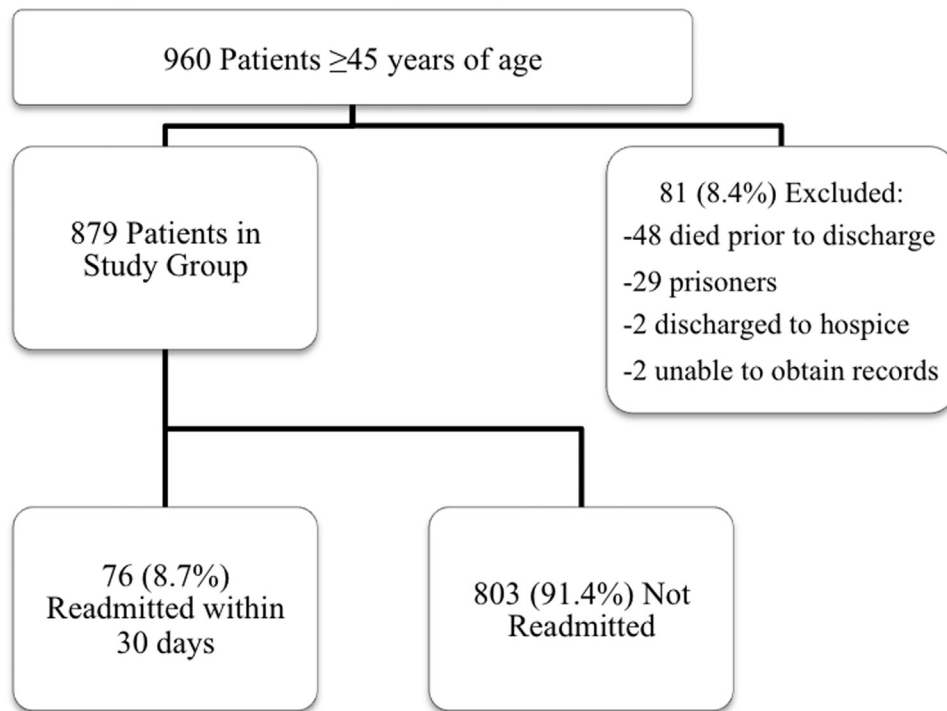 960 Patients ≥45 years of age
879 Patients in
Study Group
81 (8.4%) Excluded:
-48 died prior to discharge
-29 prisoners
-2 discharged to hospice
-2 unable to obtain records
76 (8.7%)
Readmitted within
30 days
803 (91.4%) Not
Readmitted